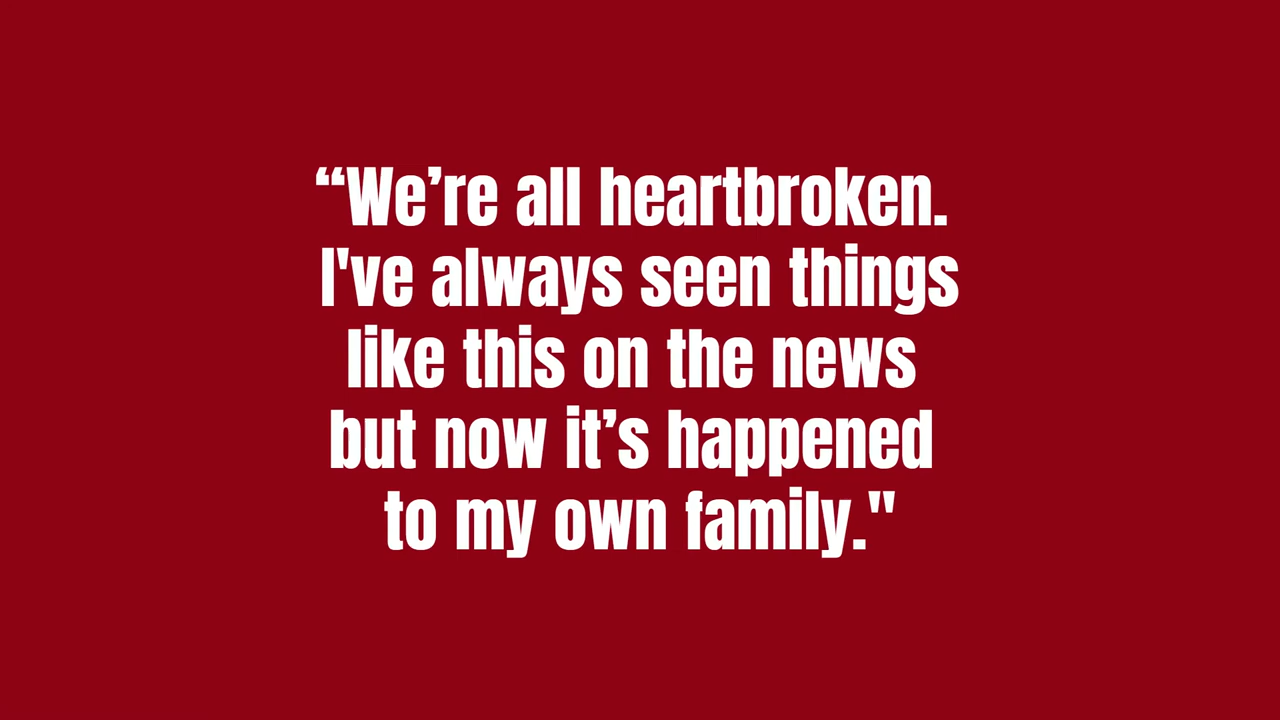 “We’re all heartbroken.
I've always seen things
like this on the news
but now it’s happened
to my own family."